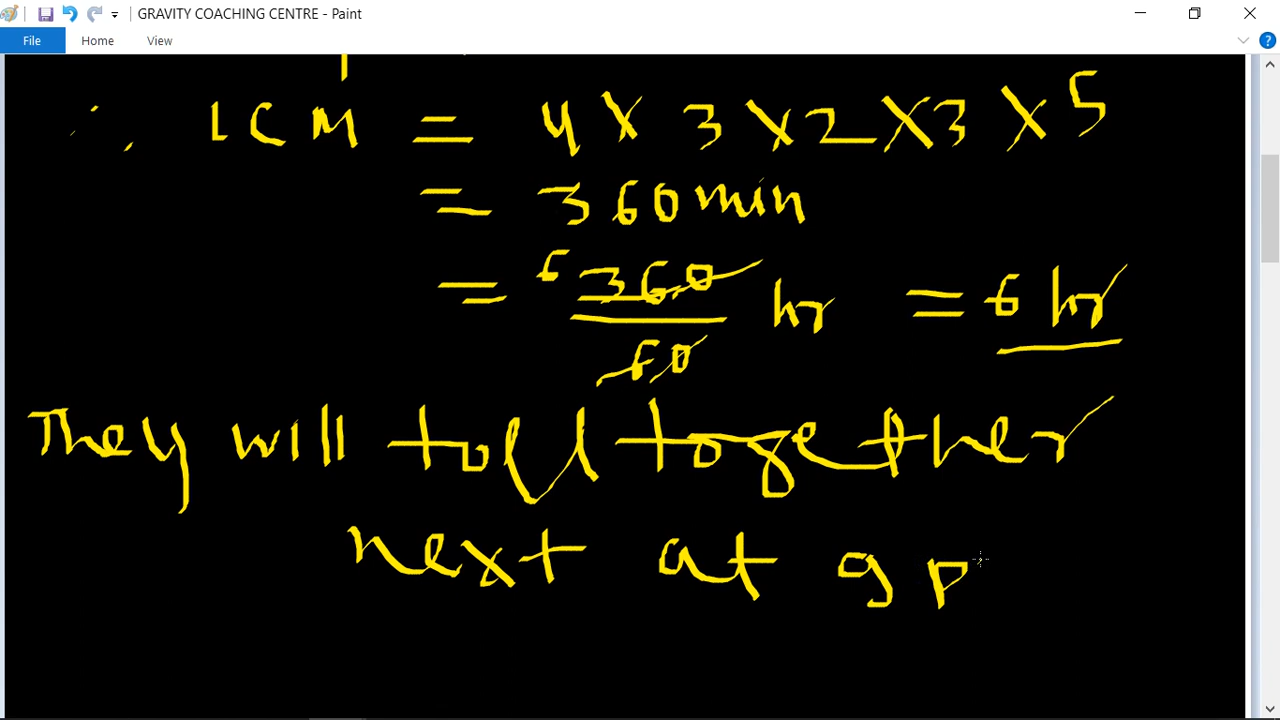 GRAVITY COACHING CENTRE - Paint
File Home View
∴ LCM = 4 X 3 X 2 X 3 X 5
= 360 min
= 6 360/60 hr = 6 hr
They will toll together
next at 9 p